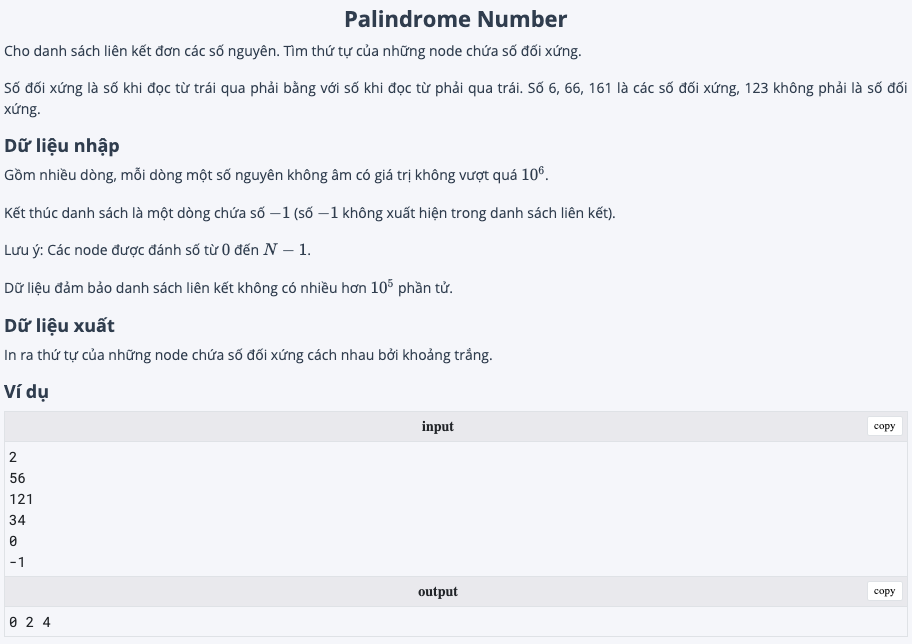 Palindrome Number
Cho danh sách liên kết đơn các số nguyên. Tìm thứ tự của những node chứa số đối xứng.
Số đối xứng là số khi đọc từ trái qua phải bằng với số khi đọc từ phải qua trái. Số 6, 66, 161 là các số đối xứng, 123 không phải là số đối
xứng.
Dữ liệu nhập
Gồm nhiều dòng, mỗi dòng một số nguyên không âm có giá trị không vượt quá 10⁶.
Kết thúc danh sách là một dòng chứa số −1 (số −1 không xuất hiện trong danh sách liên kết).
Lưu ý: Các node được đánh số từ 0 đến N − 1.
Dữ liệu đảm bảo danh sách liên kết không có nhiều hơn 10⁵ phần tử.
Dữ liệu xuất
In ra thứ tự của những node chứa số đối xứng cách nhau bởi khoảng trắng.
Ví dụ
input copy
2
56
121
34
0
-1
output copy
0 2 4